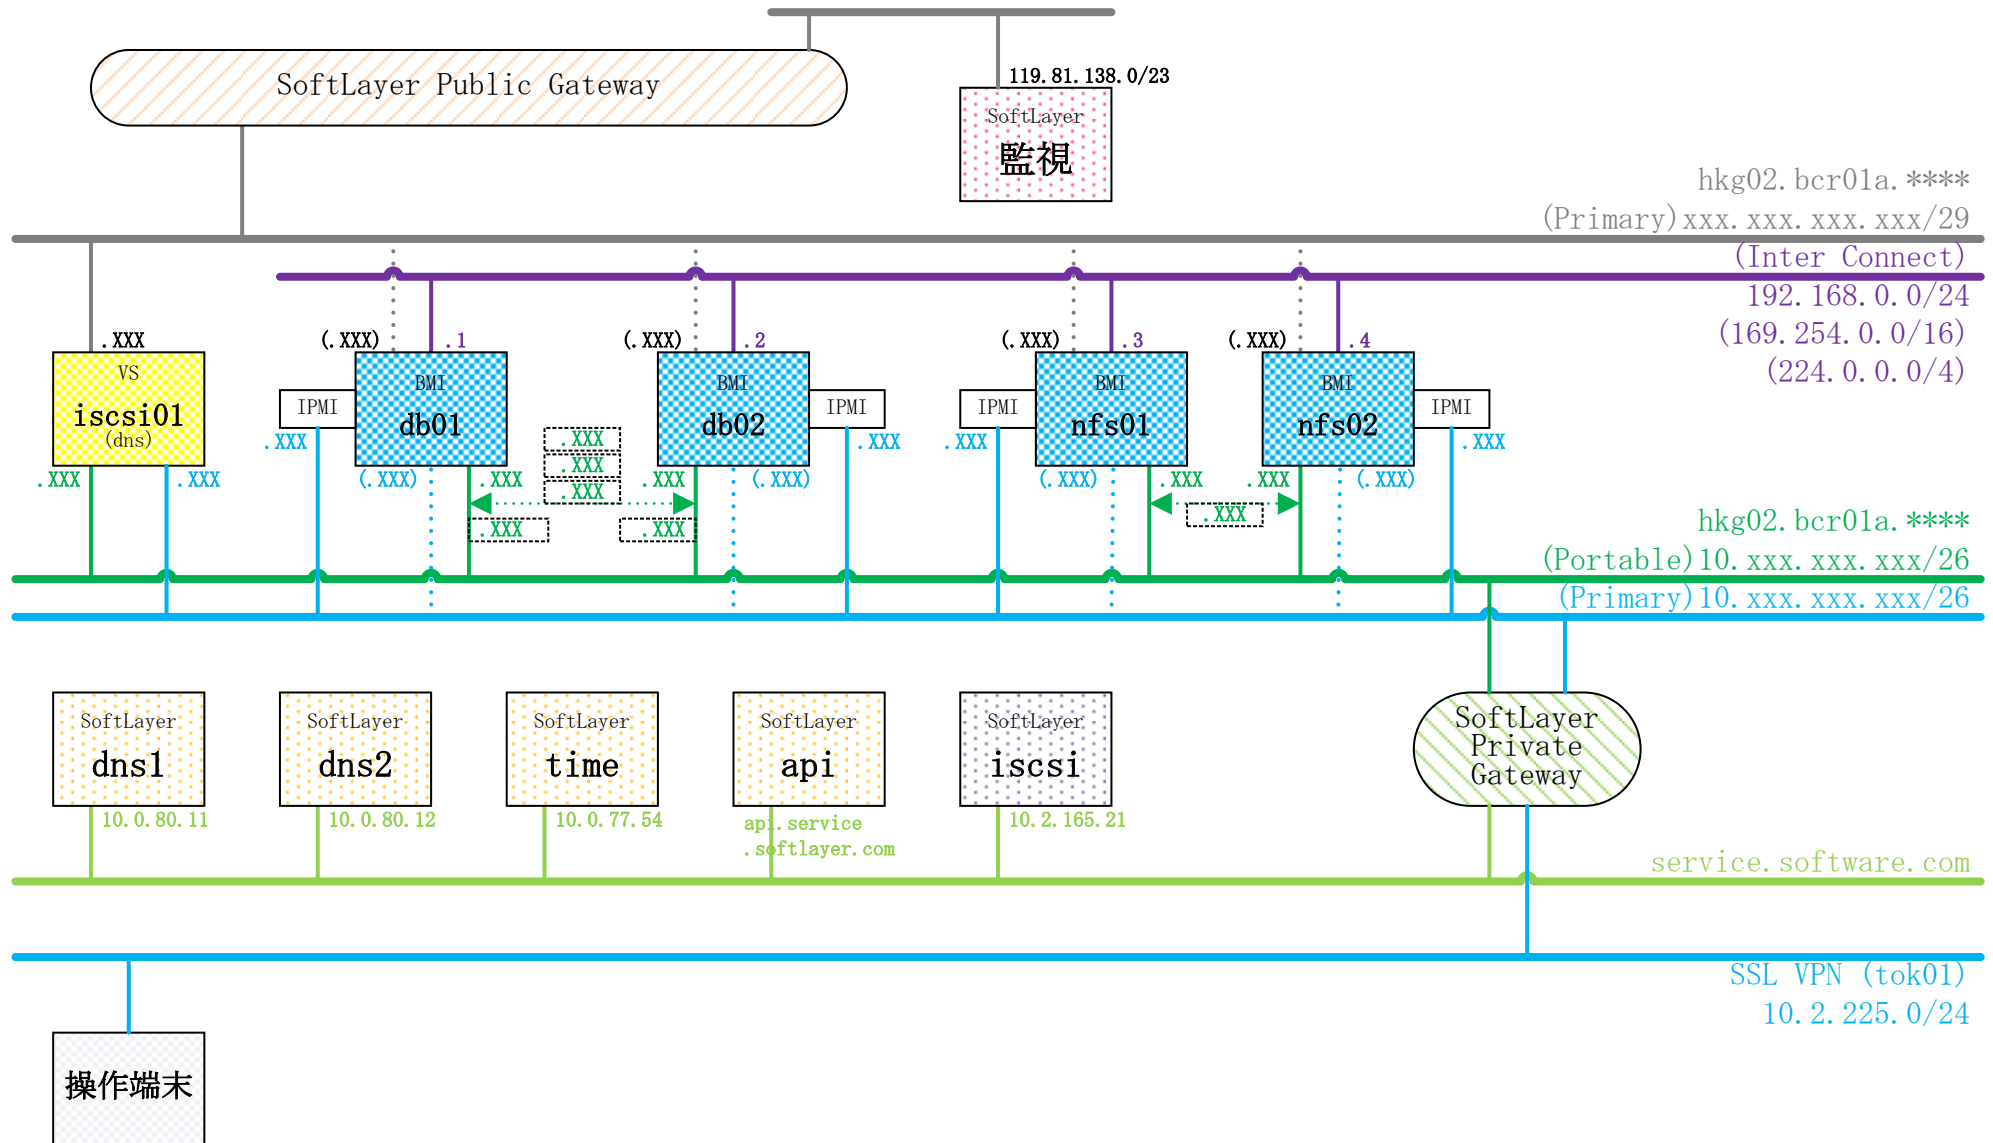 SoftLayer Public Gateway
119.81.138.0/23
SoftLayer
監視
hkg02.bcr01a.****
(Primary)xxx.xxx.xxx.xxx/29
(Inter Connect)
192.168.0.0/24
(169.254.0.0/16)
(224.0.0.0/4)
.XXX
(.XXX)
.1
(.XXX)
.2
(.XXX)
.3
(.XXX)
.4
VS
iscsi01
(dns)
IPMI
BMI
db01
BMI
db02
IPMI
IPMI
BMI
nfs01
BMI
nfs02
IPMI
.XXX
.XXX
.XXX
(.XXX)
.XXX
.XXX
.XXX
.XXX
.XXX
.XXX
.XXX
(.XXX)
.XXX
.XXX
(.XXX)
.XXX
.XXX
.XXX
(.XXX)
.XXX
hkg02.bcr01a.****
(Portable)10.xxx.xxx.xxx/26
(Primary)10.xxx.xxx.xxx/26
SoftLayer
dns1
10.0.80.11
SoftLayer
dns2
10.0.80.12
SoftLayer
time
10.0.77.54
SoftLayer
api
api.service
.softlayer.com
SoftLayer
iscsi
10.2.165.21
SoftLayer
Private
Gateway
service.software.com
SSL VPN (tok01)
10.2.225.0/24
操作端末